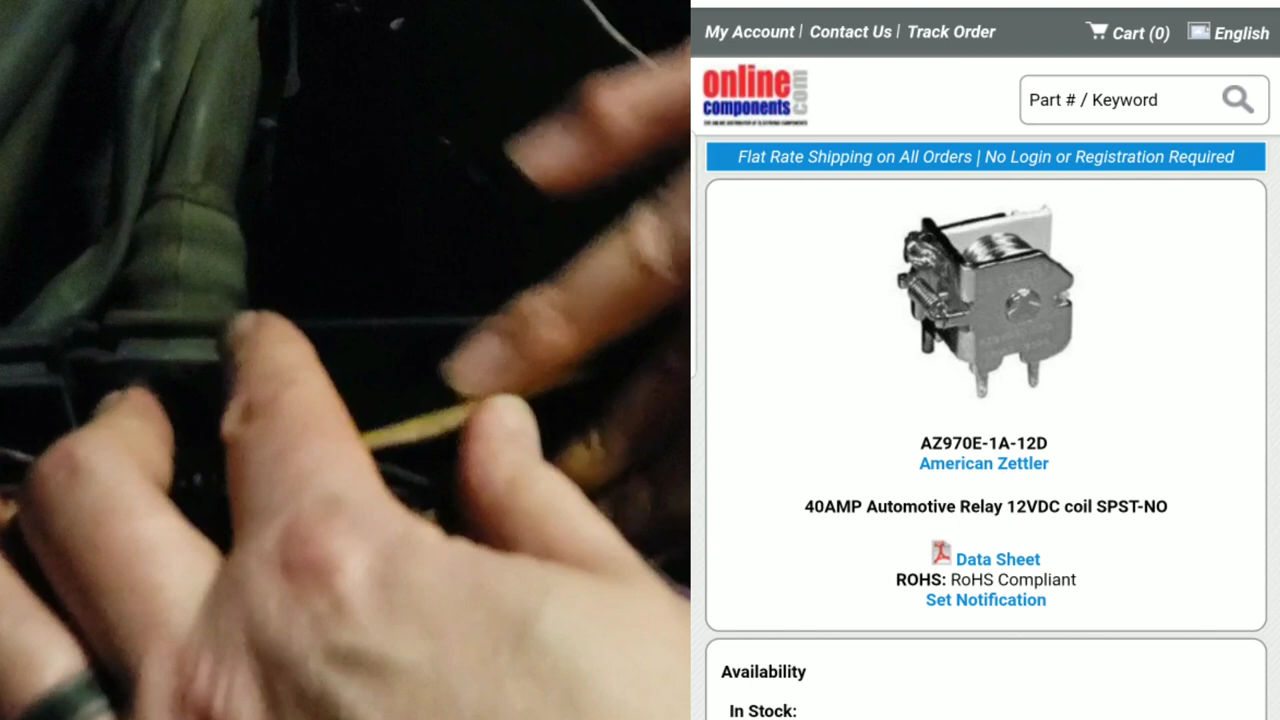 My Account | Contact Us | Track Order Cart (0) English
online
components
com
Part # / Keyword
Flat Rate Shipping on All Orders | No Login or Registration Required
AZ970E-1A-12D
American Zettler
40AMP Automotive Relay 12VDC coil SPST-NO
Data Sheet
ROHS: RoHS Compliant
Set Notification
Availability
In Stock: